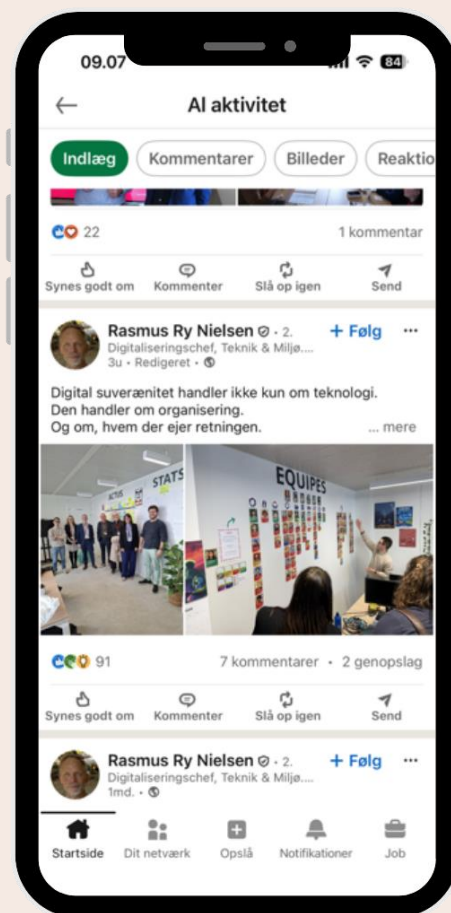 09.07
84
Al aktivitet
Indlæg
Kommentarer
Billeder
Reaktio
22
1 kommentar
Synes godt om
Kommenter
Slå op igen
Send
Rasmus Ry Nielsen · 2.
+ Følg
Digitaliseringschef, Teknik & Miljø....
3u • Redigeret •
Digital suverænitet handler ikke kun om teknologi.
Den handler om organisering.
Og om, hvem der ejer retningen.
... mere
ACTUS
STATS
EQUIPES
91
7 kommentarer • 2 genopslag
Synes godt om
Kommenter
Slå op igen
Send
Rasmus Ry Nielsen · 2.
+ Følg
Digitaliseringschef, Teknik & Miljø....
1md. •
Startside
Dit netværk
Opslå
Notifikationer
Job